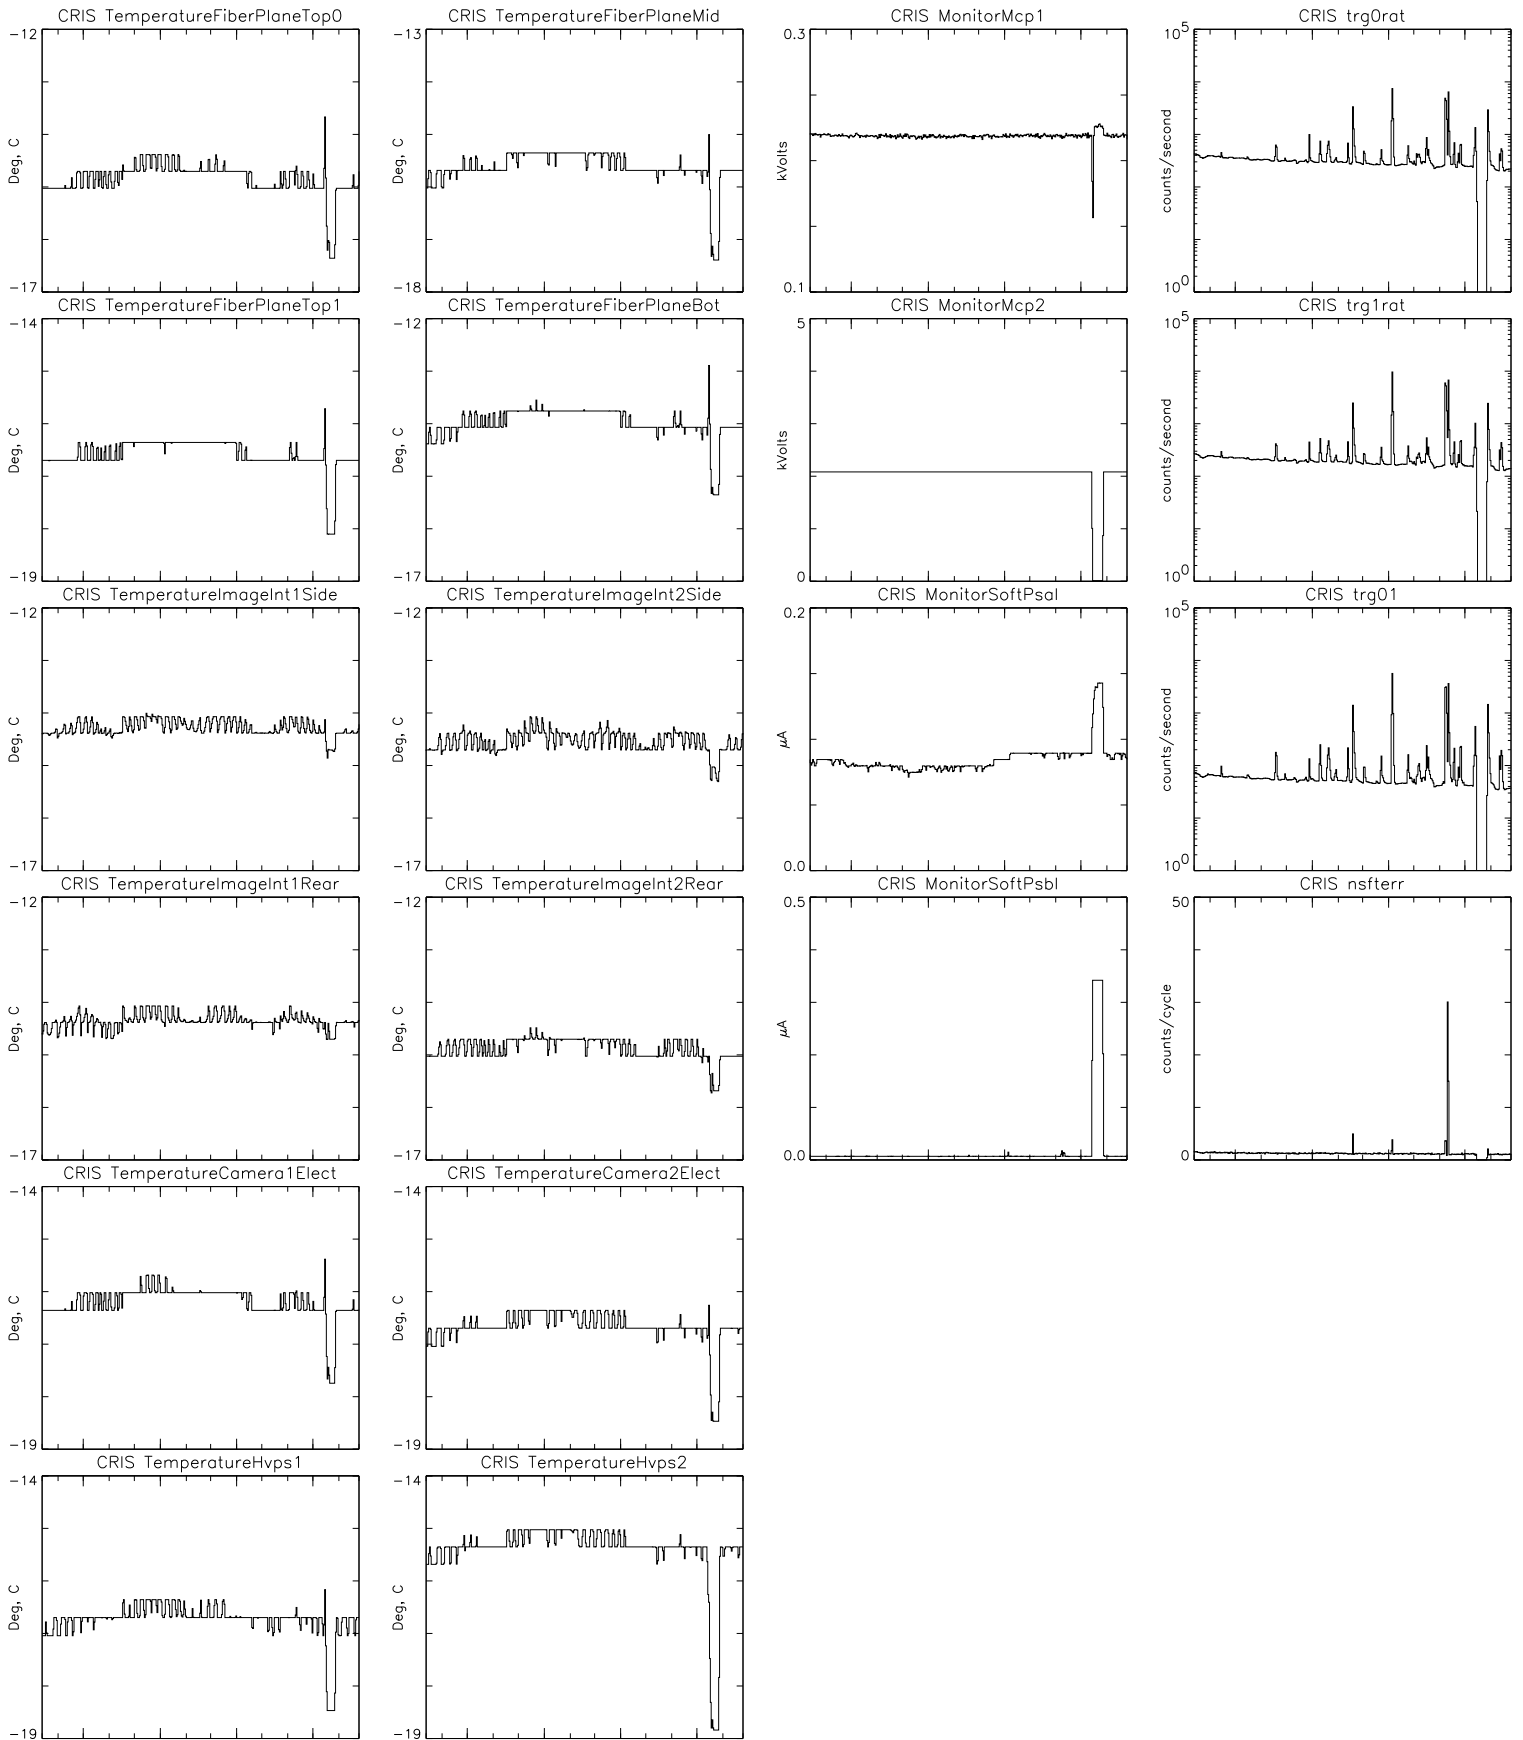 CRIS TemperatureFiberPlaneTop0
-12
Deg, C
-17
CRIS TemperatureFiberPlaneMid
-13
Deg, C
-18
CRIS MonitorMcp1
0.3
kVolts
0.1
CRIS trg0rat
10^5
counts/second
10^0
CRIS TemperatureFiberPlaneTop1
-14
Deg, C
-19
CRIS TemperatureFiberPlaneBot
-12
Deg, C
-17
CRIS MonitorMcp2
5
kVolts
0
CRIS trg1rat
10^5
counts/second
10^0
CRIS TemperatureImageInt1Side
-12
Deg, C
-17
CRIS TemperatureImageInt2Side
-12
Deg, C
-17
CRIS MonitorSoftPsaI
0.2
μA
0.0
CRIS trg01
10^5
counts/second
10^0
CRIS TemperatureImageInt1Rear
-12
Deg, C
-17
CRIS TemperatureImageInt2Rear
-12
Deg, C
-17
CRIS MonitorSoftPsbI
0.5
μA
0.0
CRIS nsfterr
50
counts/cycle
0
CRIS TemperatureCamera1Elect
-14
Deg, C
-19
CRIS TemperatureCamera2Elect
-14
Deg, C
-19
CRIS TemperatureHvps1
-14
Deg, C
-19
CRIS TemperatureHvps2
-14
Deg, C
-19